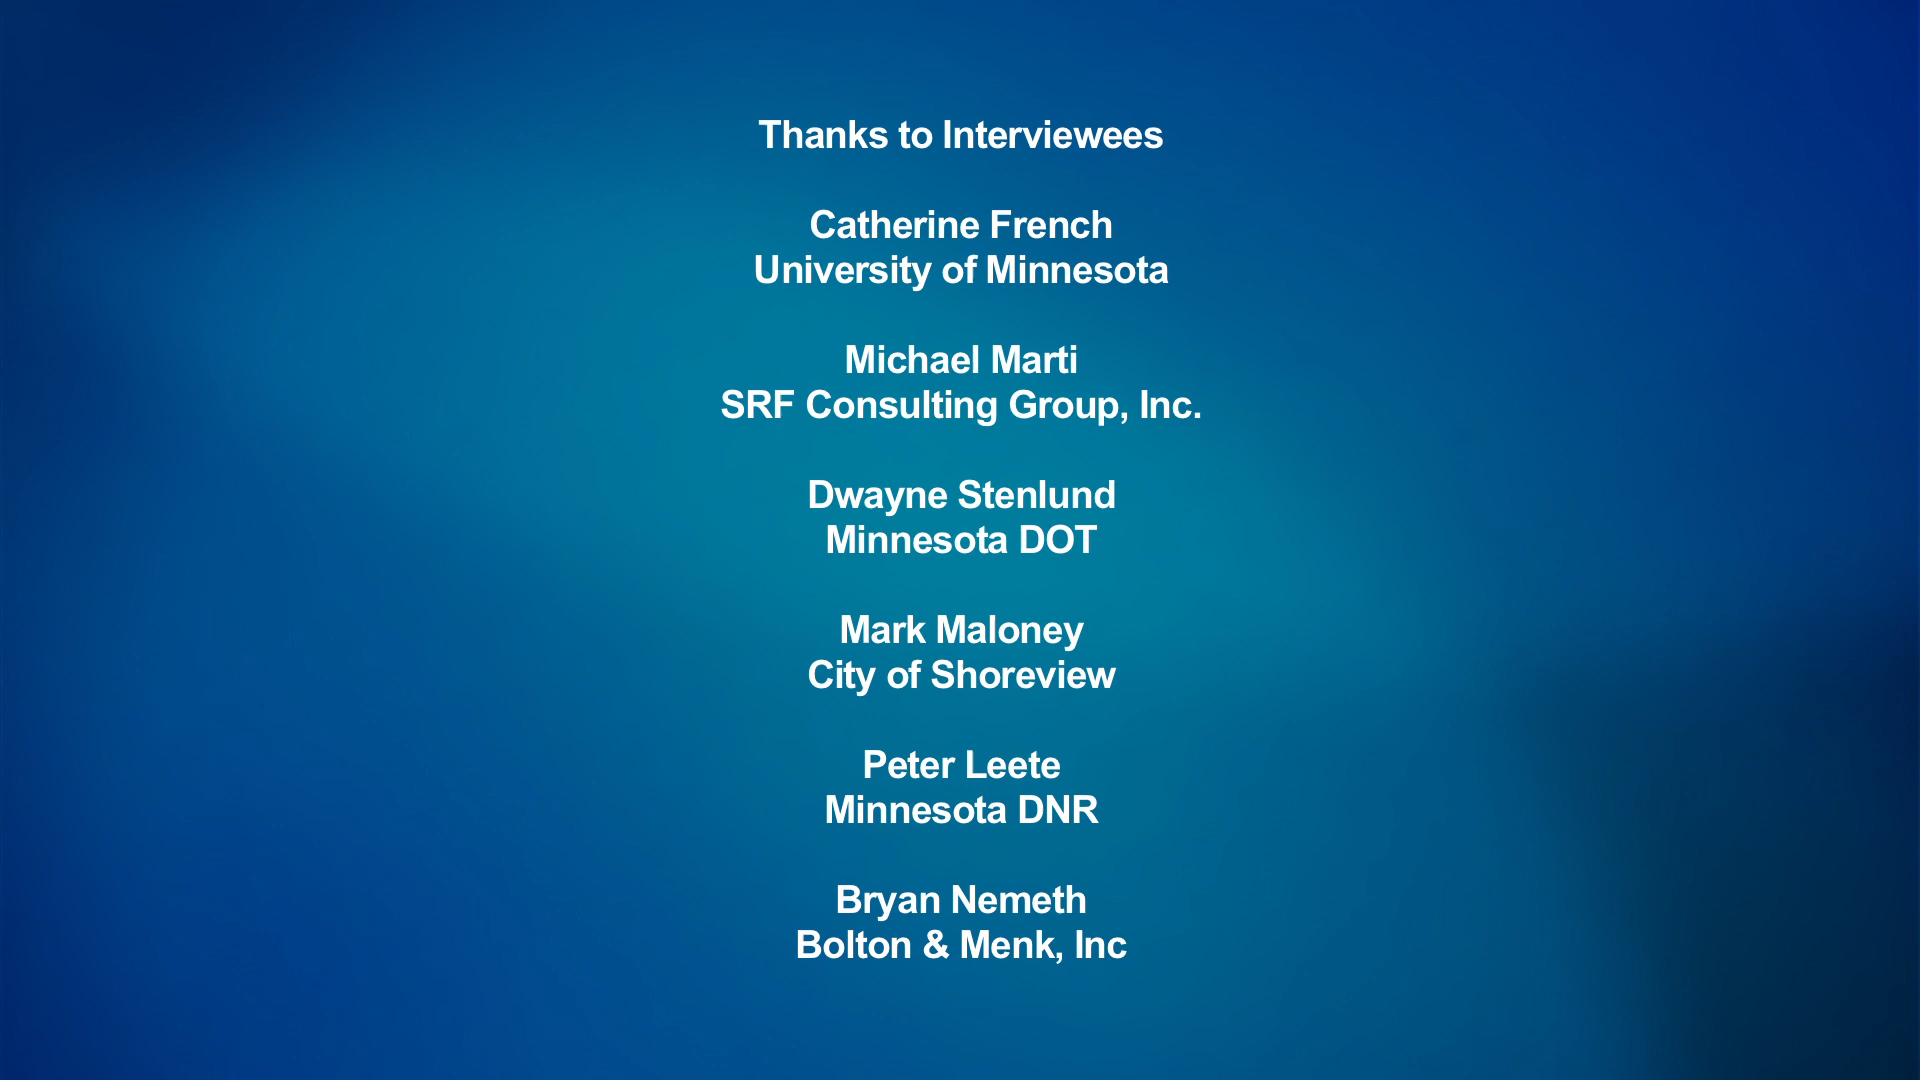 Thanks to Interviewees
Catherine French
University of Minnesota
Michael Marti
SRF Consulting Group, Inc.
Dwayne Stenlund
Minnesota DOT
Mark Maloney
City of Shoreview
Peter Leete
Minnesota DNR
Bryan Nemeth
Bolton & Menk, Inc